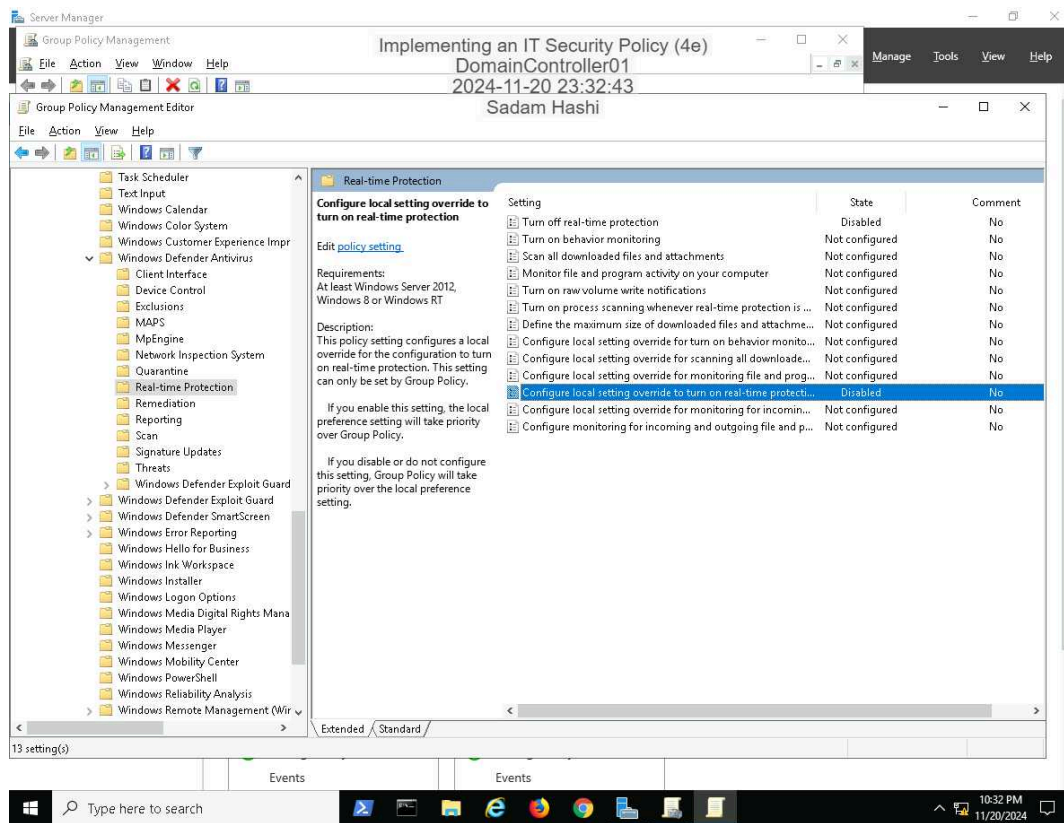 Server Manager
Group Policy Management
Implementing an IT Security Policy (4e)
DomainController01
2024-11-20 23:32:43
Sadam Hashi
File Action View Window Help
Manage Tools View Help
Group Policy Management Editor
File Action View Help
Task Scheduler
Text Input
Windows Calendar
Windows Color System
Windows Customer Experience Impr
Windows Defender Antivirus
Client Interface
Device Control
Exclusions
MAPS
MpEngine
Network Inspection System
Quarantine
Real-time Protection
Remediation
Reporting
Scan
Signature Updates
Threats
Windows Defender Exploit Guard
Windows Defender Exploit Guard
Windows Defender SmartScreen
Windows Error Reporting
Windows Hello for Business
Windows Ink Workspace
Windows Installer
Windows Logon Options
Windows Media Digital Rights Mana
Windows Media Player
Windows Messenger
Windows Mobility Center
Windows PowerShell
Windows Reliability Analysis
Windows Remote Management (Wir
Real-time Protection
Configure local setting override to
turn on real-time protection
Edit policy setting
Requirements:
At least Windows Server 2012,
Windows 8 or Windows RT
Description:
This policy setting configures a local
override for the configuration to turn
on real-time protection. This setting
can only be set by Group Policy.
If you enable this setting, the local
preference setting will take priority
over Group Policy.
If you disable or do not configure
this setting, Group Policy will take
priority over the local preference
setting.
Setting State Comment
Turn off real-time protection Disabled No
Turn on behavior monitoring Not configured No
Scan all downloaded files and attachments Not configured No
Monitor file and program activity on your computer Not configured No
Turn on raw volume write notifications Not configured No
Turn on process scanning whenever real-time protection is ... Not configured No
Define the maximum size of downloaded files and attachme... Not configured No
Configure local setting override for turn on behavior monito... Not configured No
Configure local setting override for scanning all downloade... Not configured No
Configure local setting override for monitoring file and prog... Not configured No
Configure local setting override to turn on real-time protecti... Disabled No
Configure local setting override for monitoring for incomin... Not configured No
Configure monitoring for incoming and outgoing file and p... Not configured No
Extended Standard
13 setting(s)
Events Events
Type here to search
10:32 PM
11/20/2024